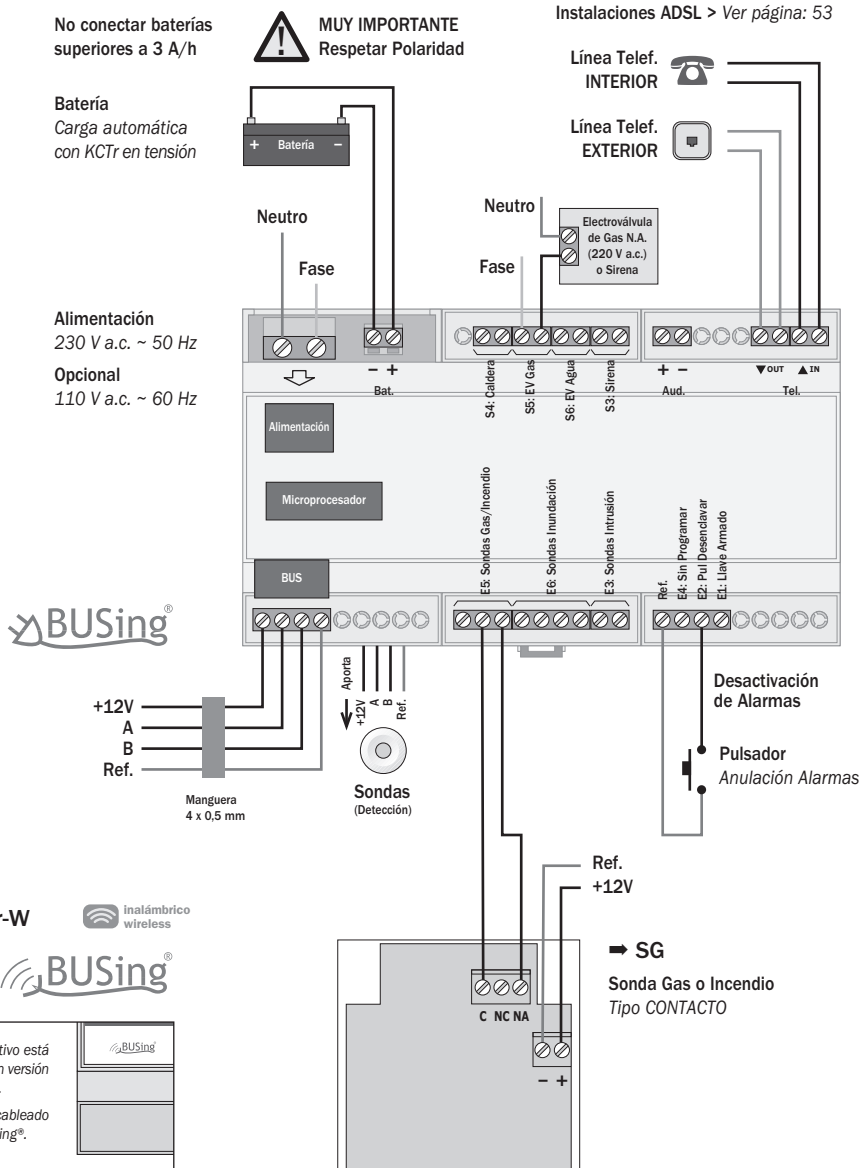 No conectar baterías
superiores a 3 A/h
MUY IMPORTANTE
Respetar Polaridad
Instalaciones ADSL > Ver página: 53
Línea Telef.
INTERIOR
Línea Telef.
EXTERIOR
Batería
Carga automática
con KCTr en tensión
+ Batería −
Neutro
Fase
Neutro
Fase
Electroválvula
de Gas N.A.
(220 V a.c.)
o Sirena
Alimentación
230 V a.c. ~ 50 Hz
Opcional
110 V a.c. ~ 60 Hz
− +
Bat.
S4: Caldera
S5: EV Gas
S6: EV Agua
S3: Sirena
+ −
Aud.
▼OUT ▲IN
Tel.
Alimentación
Microprocesador
BUS
E5: Sondas Gas/Incendio
E6: Sondas Inundación
E3: Sondas Intrusión
Ref.
E4: Sin Programar
E2: Pul Desenclavar
E1: Llave Armado
BUSing®
+12V
A
B
Ref.
Manguera
4 x 0,5 mm
Aporta
+12V
A
B
Ref.
Sondas
(Detección)
Desactivación
de Alarmas
Pulsador
Anulación Alarmas
Ref.
+12V
r-W
inalámbrico
wireless
BUSing®
➡ SG
Sonda Gas o Incendio
Tipo CONTACTO
C NC NA
− +
tivo está
n versión
cableado
ing®.
BUSing